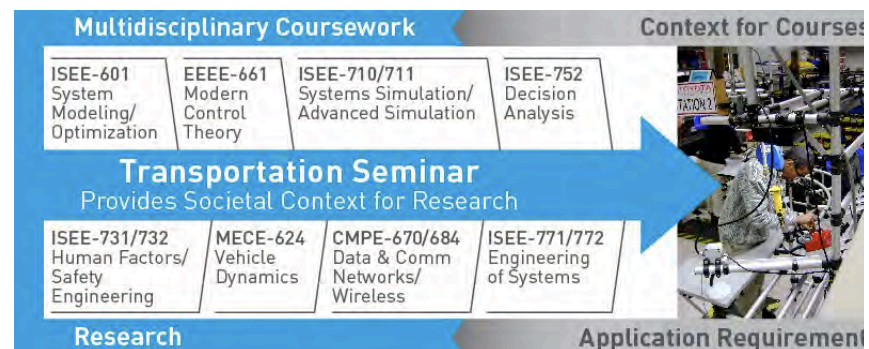 Multidisciplinary Coursework
Context for Courses
ISEE-601
System
Modeling/
Optimization
EEEE-661
Modern
Control
Theory
ISEE-710/711
Systems Simulation/
Advanced Simulation
ISEE-752
Decision
Analysis
STATION 2
Transportation Seminar
Provides Societal Context for Research
ISEE-731/732
Human Factors/
Safety
Engineering
MECE-624
Vehicle
Dynamics
CMPE-670/684
Data & Comm
Networks/
Wireless
ISEE-771/772
Engineering
of Systems
Research
Application Requirement